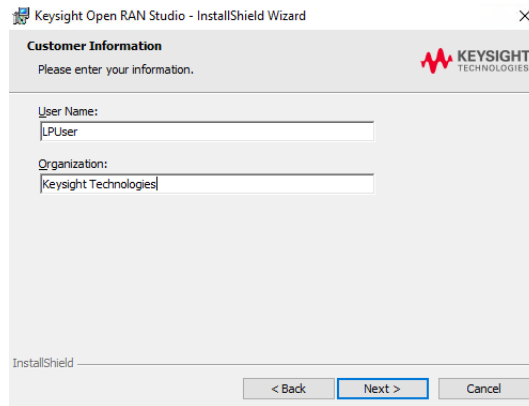 Keysight Open RAN Studio - InstallShield Wizard
Customer Information
Please enter your information.
KEYSIGHT
TECHNOLOGIES
User Name:
LPUser
Organization:
Keysight Technologies
InstallShield
< Back
Next >
Cancel